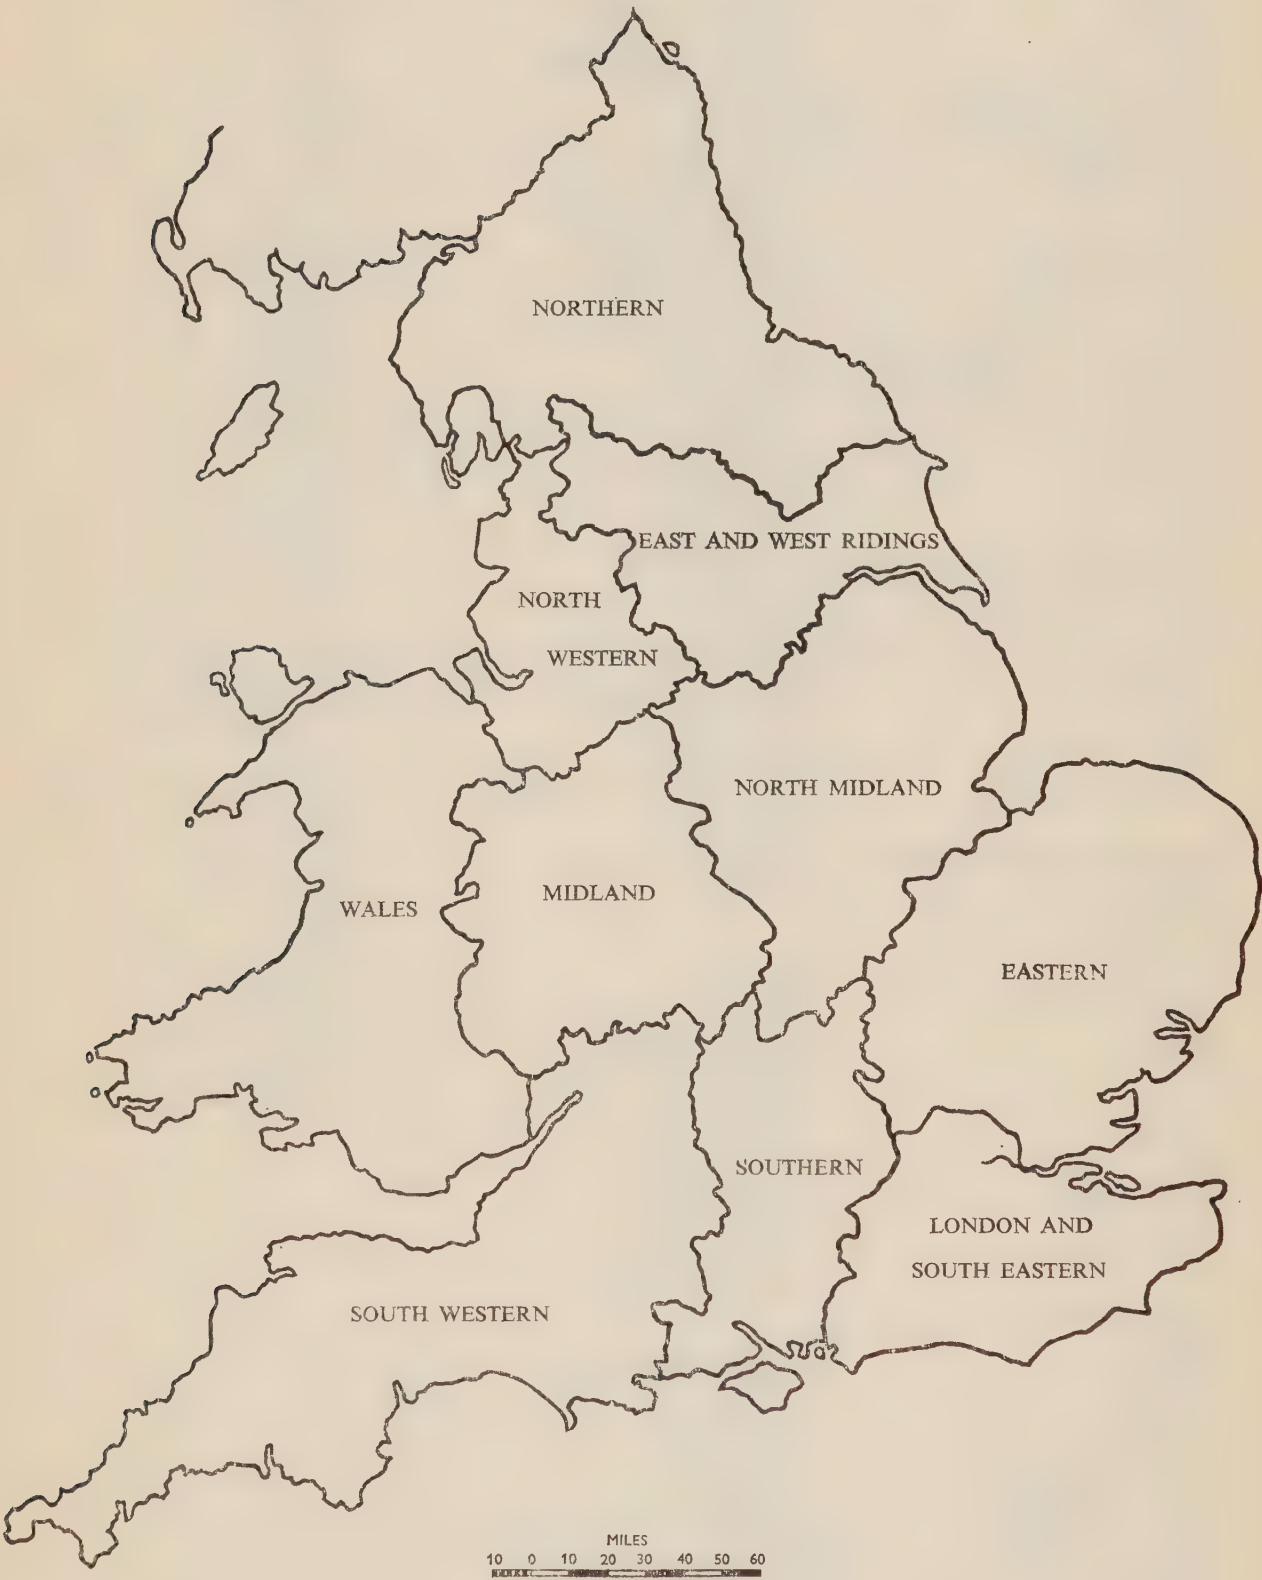 NORTHERN
EAST AND WEST RIDINGS
NORTH
WESTERN
NORTH MIDLAND
MIDLAND
WALES
EASTERN
SOUTHERN
LONDON AND
SOUTH EASTERN
SOUTH WESTERN
MILES
10 0 10 20 30 40 50 60